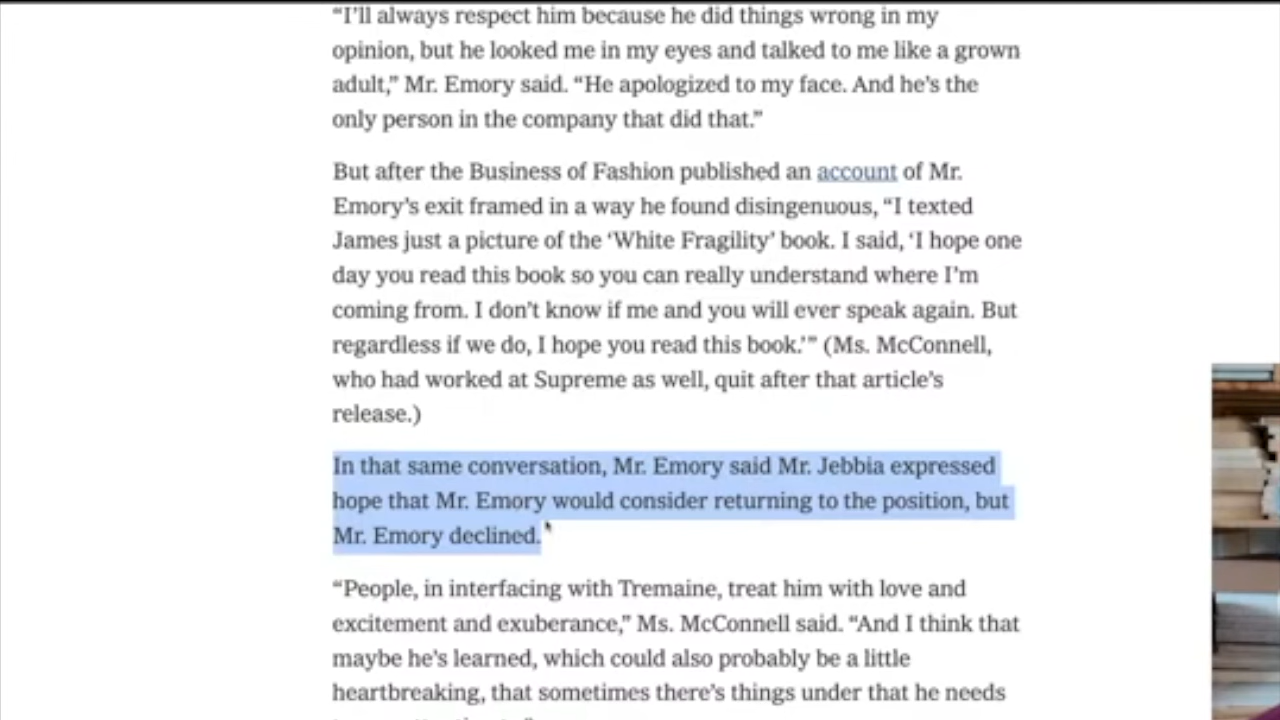 “I’ll always respect him because he did things wrong in my
opinion, but he looked me in my eyes and talked to me like a grown
adult,” Mr. Emory said. “He apologized to my face. And he’s the
only person in the company that did that.”
But after the Business of Fashion published an account of Mr.
Emory’s exit framed in a way he found disingenuous, “I texted
James just a picture of the ‘White Fragility’ book. I said, ‘I hope one
day you read this book so you can really understand where I’m
coming from. I don’t know if me and you will ever speak again. But
regardless if we do, I hope you read this book.’” (Ms. McConnell,
who had worked at Supreme as well, quit after that article’s
release.)
In that same conversation, Mr. Emory said Mr. Jebbia expressed
hope that Mr. Emory would consider returning to the position, but
Mr. Emory declined.
“People, in interfacing with Tremaine, treat him with love and
excitement and exuberance,” Ms. McConnell said. “And I think that
maybe he’s learned, which could also probably be a little
heartbreaking, that sometimes there’s things under that he needs